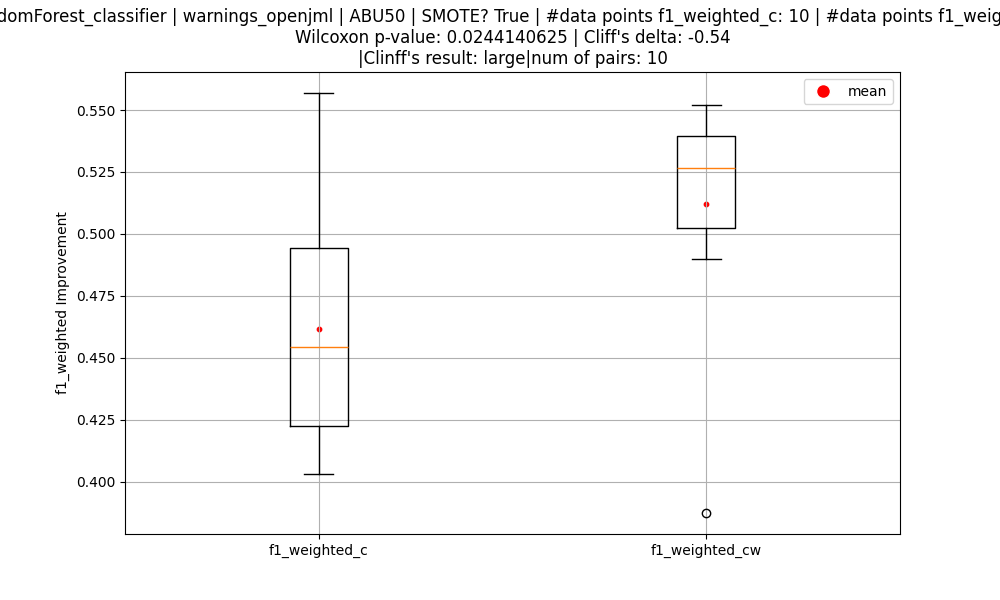 domForest_classifier | warnings_openjml | ABU50 | SMOTE? True | #data points f1_weighted_c: 10 | #data points f1_weig
Wilcoxon p-value: 0.0244140625 | Cliff's delta: -0.54
|Clinff's result: large|num of pairs: 10
mean
0.550
0.525
0.500
0.475
0.450
0.425
0.400
f1_weighted Improvement
f1_weighted_c
f1_weighted_cw